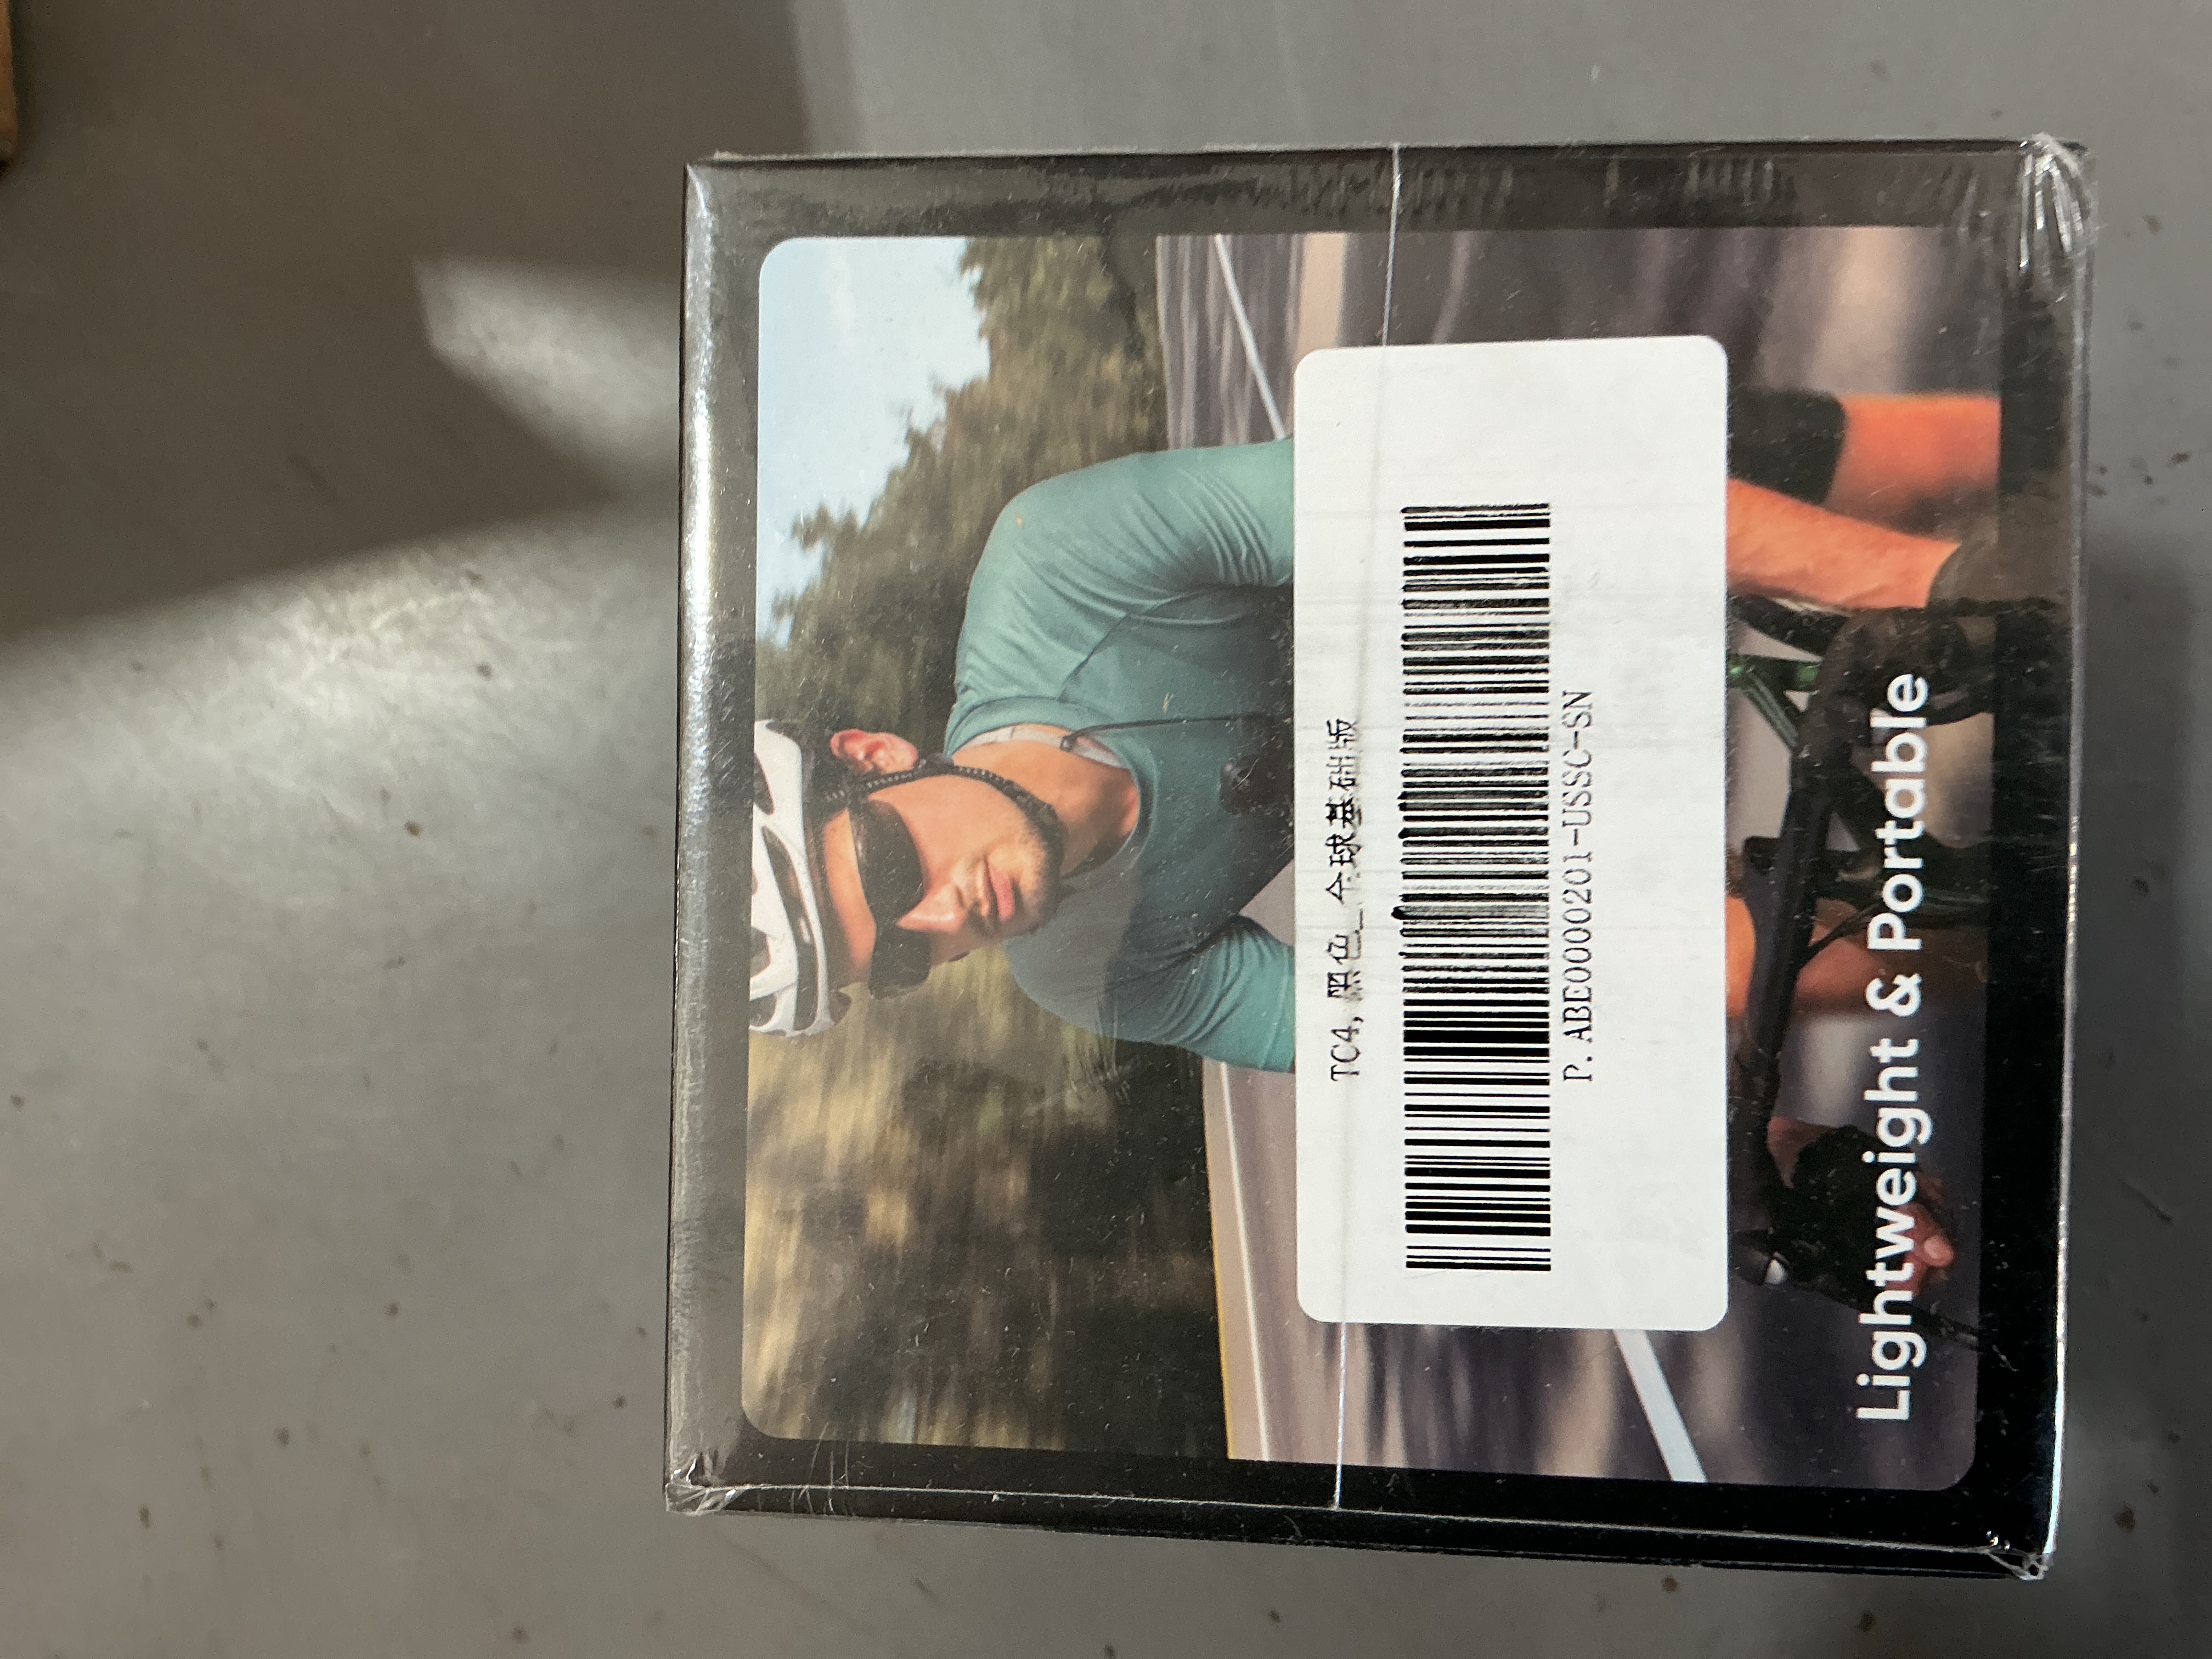 TC4, 黑色_全球基础版
P.ABE0000201-USSC-SN
Lightweight & Portable